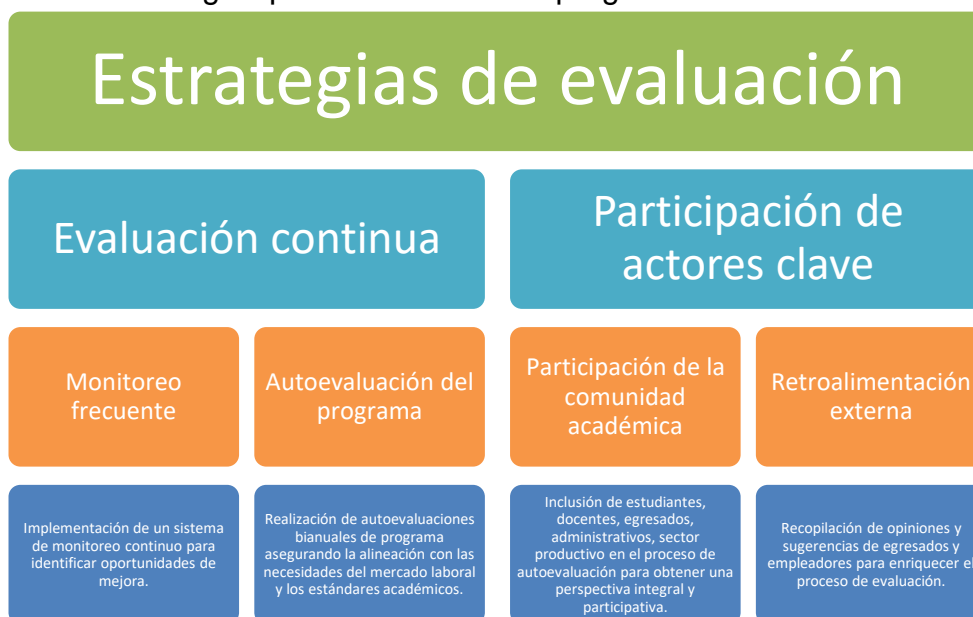 Estrategias de evaluación
Evaluación continua
Participación de
actores clave
Monitoreo
frecuente
Autoevaluación del
programa
Participación de la
comunidad
académica
Retroalimentación
externa
Implementación de un sistema
de monitoreo continuo para
identificar oportunidades de
mejora.
Realización de autoevaluaciones
bianuales de programa
asegurando la alineación con las
necesidades del mercado laboral
y los estándares académicos.
Inclusión de estudiantes,
docentes, egresados,
administrativos, sector
productivo en el proceso de
autoevaluación para obtener una
perspectiva integral y
participativa.
Recopilación de opiniones y
sugerencias de egresados y
empleadores para enriquecer el
proceso de evaluación.